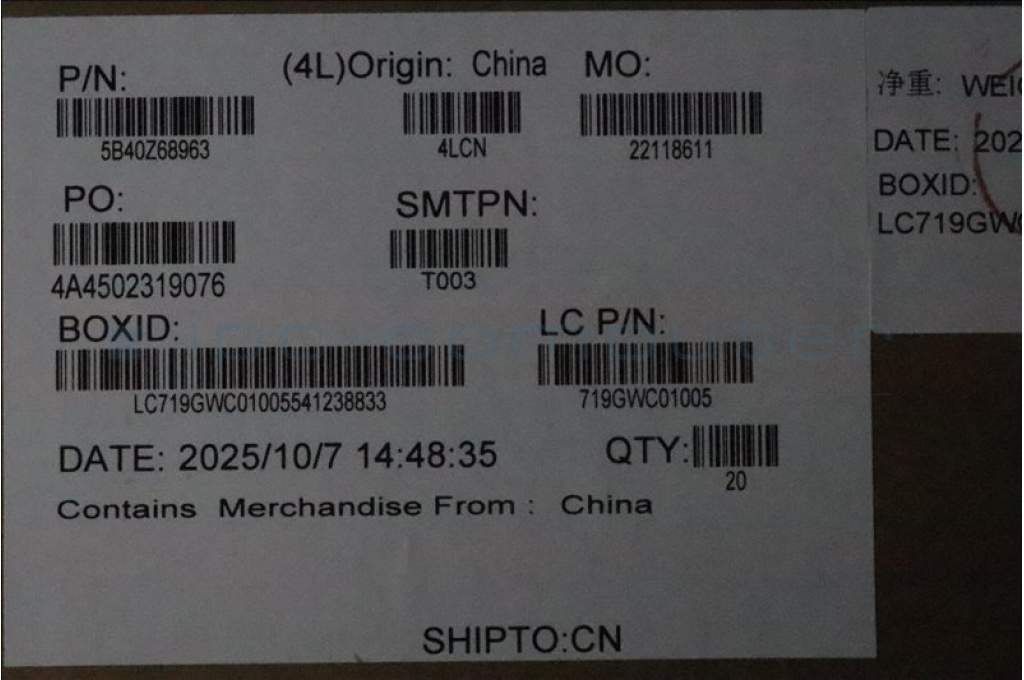 P/N:
5B40Z68963
(4L)Origin: China
4LCN
MO:
22118611
PO:
4A4502319076
SMTPN:
T003
BOXID:
LC719GWC01005541238833
LC P/N:
719GWC01005
DATE: 2025/10/7 14:48:35
QTY:
20
Contains Merchandise From : China
SHIPTO:CN
净重:
DATE:
BOXID: